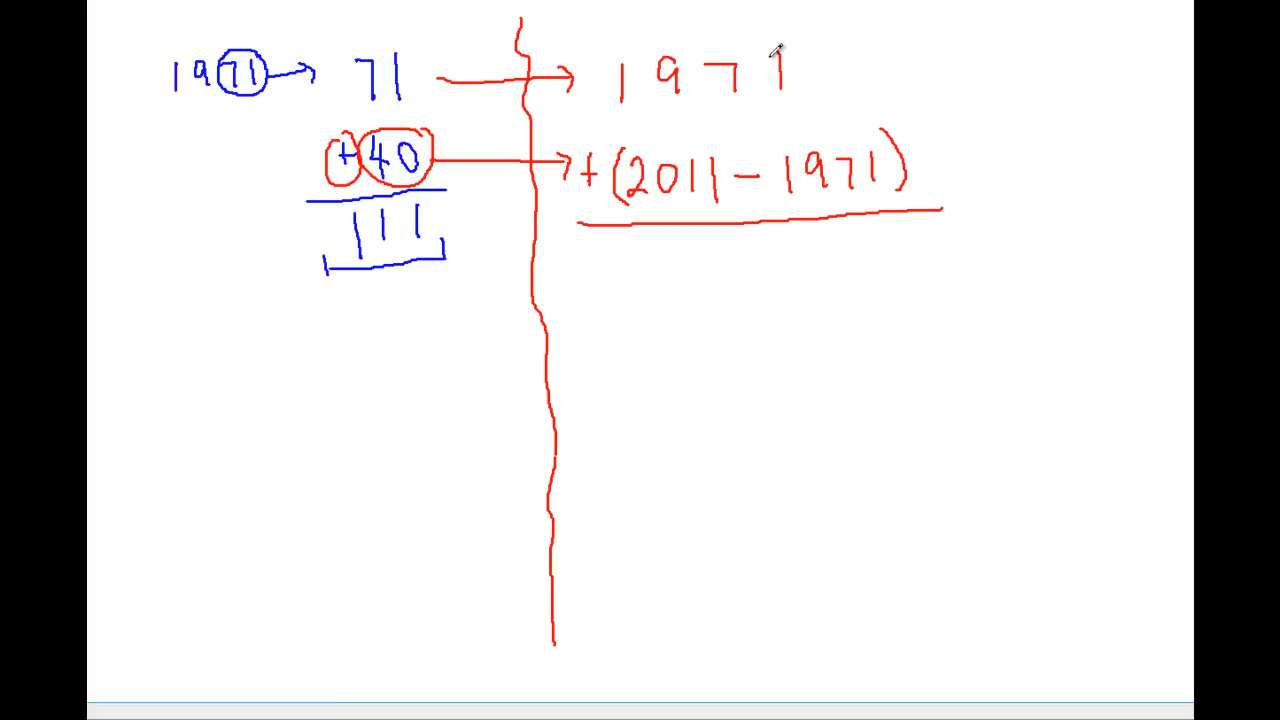 1971 → 71 → 1971
+40 → +(2011 - 1971)
111